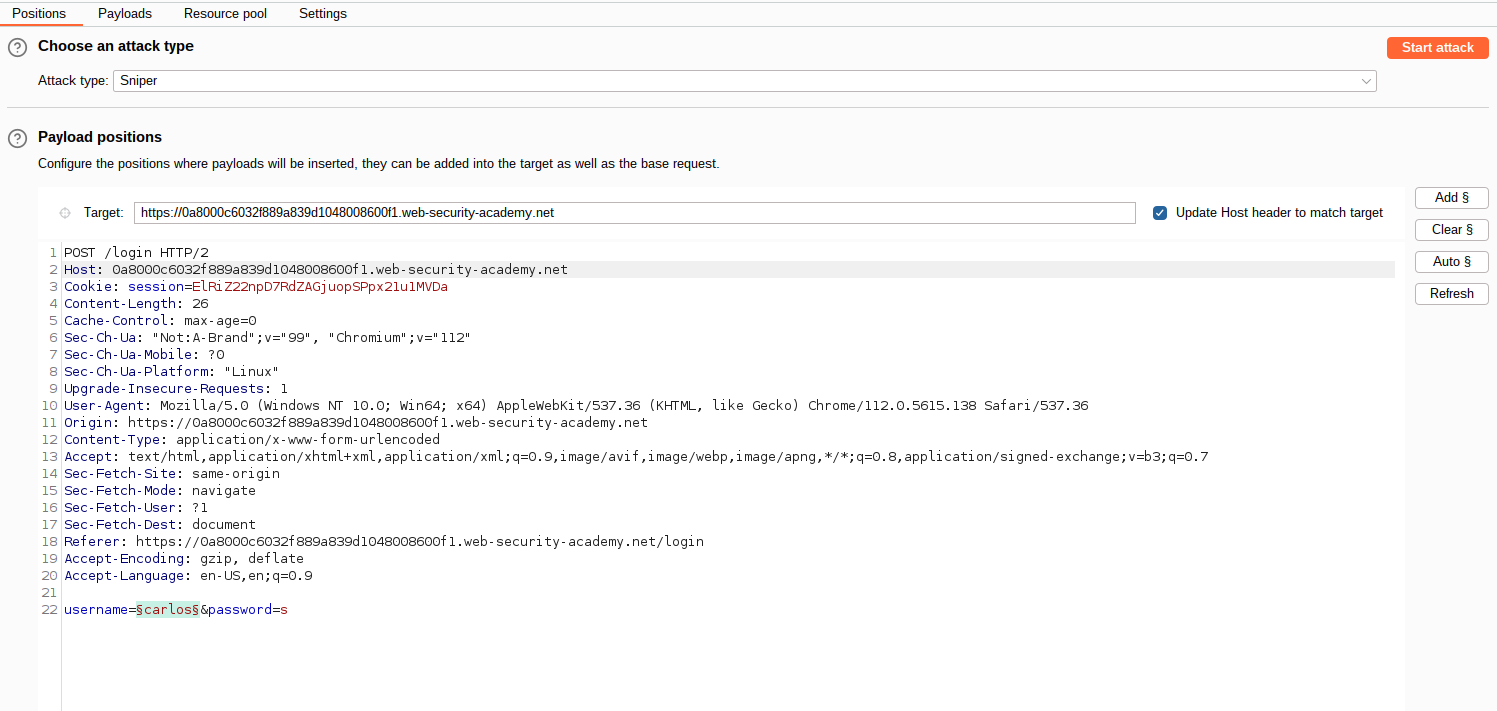 Positions Payloads Resource pool Settings
Choose an attack type
Start attack
Attack type: Sniper
Payload positions
Configure the positions where payloads will be inserted, they can be added into the target as well as the base request.
Target: https://0a8000c6032f889a839d1048008600f1.web-security-academy.net
Update Host header to match target
Add §
Clear §
Auto §
Refresh
1 POST /login HTTP/2
2 Host: 0a8000c6032f889a839d1048008600f1.web-security-academy.net
3 Cookie: session=ElRiZ22npD7RdZAGjuopSPpx21u1MVDa
4 Content-Length: 26
5 Cache-Control: max-age=0
6 Sec-Ch-Ua: "Not:A-Brand";v="99", "Chromium";v="112"
7 Sec-Ch-Ua-Mobile: ?0
8 Sec-Ch-Ua-Platform: "Linux"
9 Upgrade-Insecure-Requests: 1
10 User-Agent: Mozilla/5.0 (Windows NT 10.0; Win64; x64) AppleWebKit/537.36 (KHTML, like Gecko) Chrome/112.0.5615.138 Safari/537.36
11 Origin: https://0a8000c6032f889a839d1048008600f1.web-security-academy.net
12 Content-Type: application/x-www-form-urlencoded
13 Accept: text/html,application/xhtml+xml,application/xml;q=0.9,image/avif,image/webp,image/apng,*/*;q=0.8,application/signed-exchange;v=b3;q=0.7
14 Sec-Fetch-Site: same-origin
15 Sec-Fetch-Mode: navigate
16 Sec-Fetch-User: ?1
17 Sec-Fetch-Dest: document
18 Referer: https://0a8000c6032f889a839d1048008600f1.web-security-academy.net/login
19 Accept-Encoding: gzip, deflate
20 Accept-Language: en-US,en;q=0.9
21
22 username=§carlos§&password=s